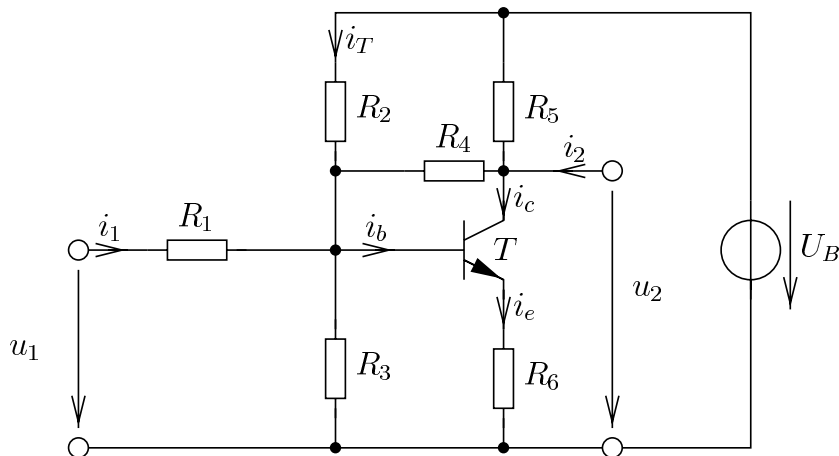 i_T
R_2
R_5
R_4
i_2
i_c
R_1
i_1
i_b
T
U_B
u_2
i_e
u_1
R_3
R_6